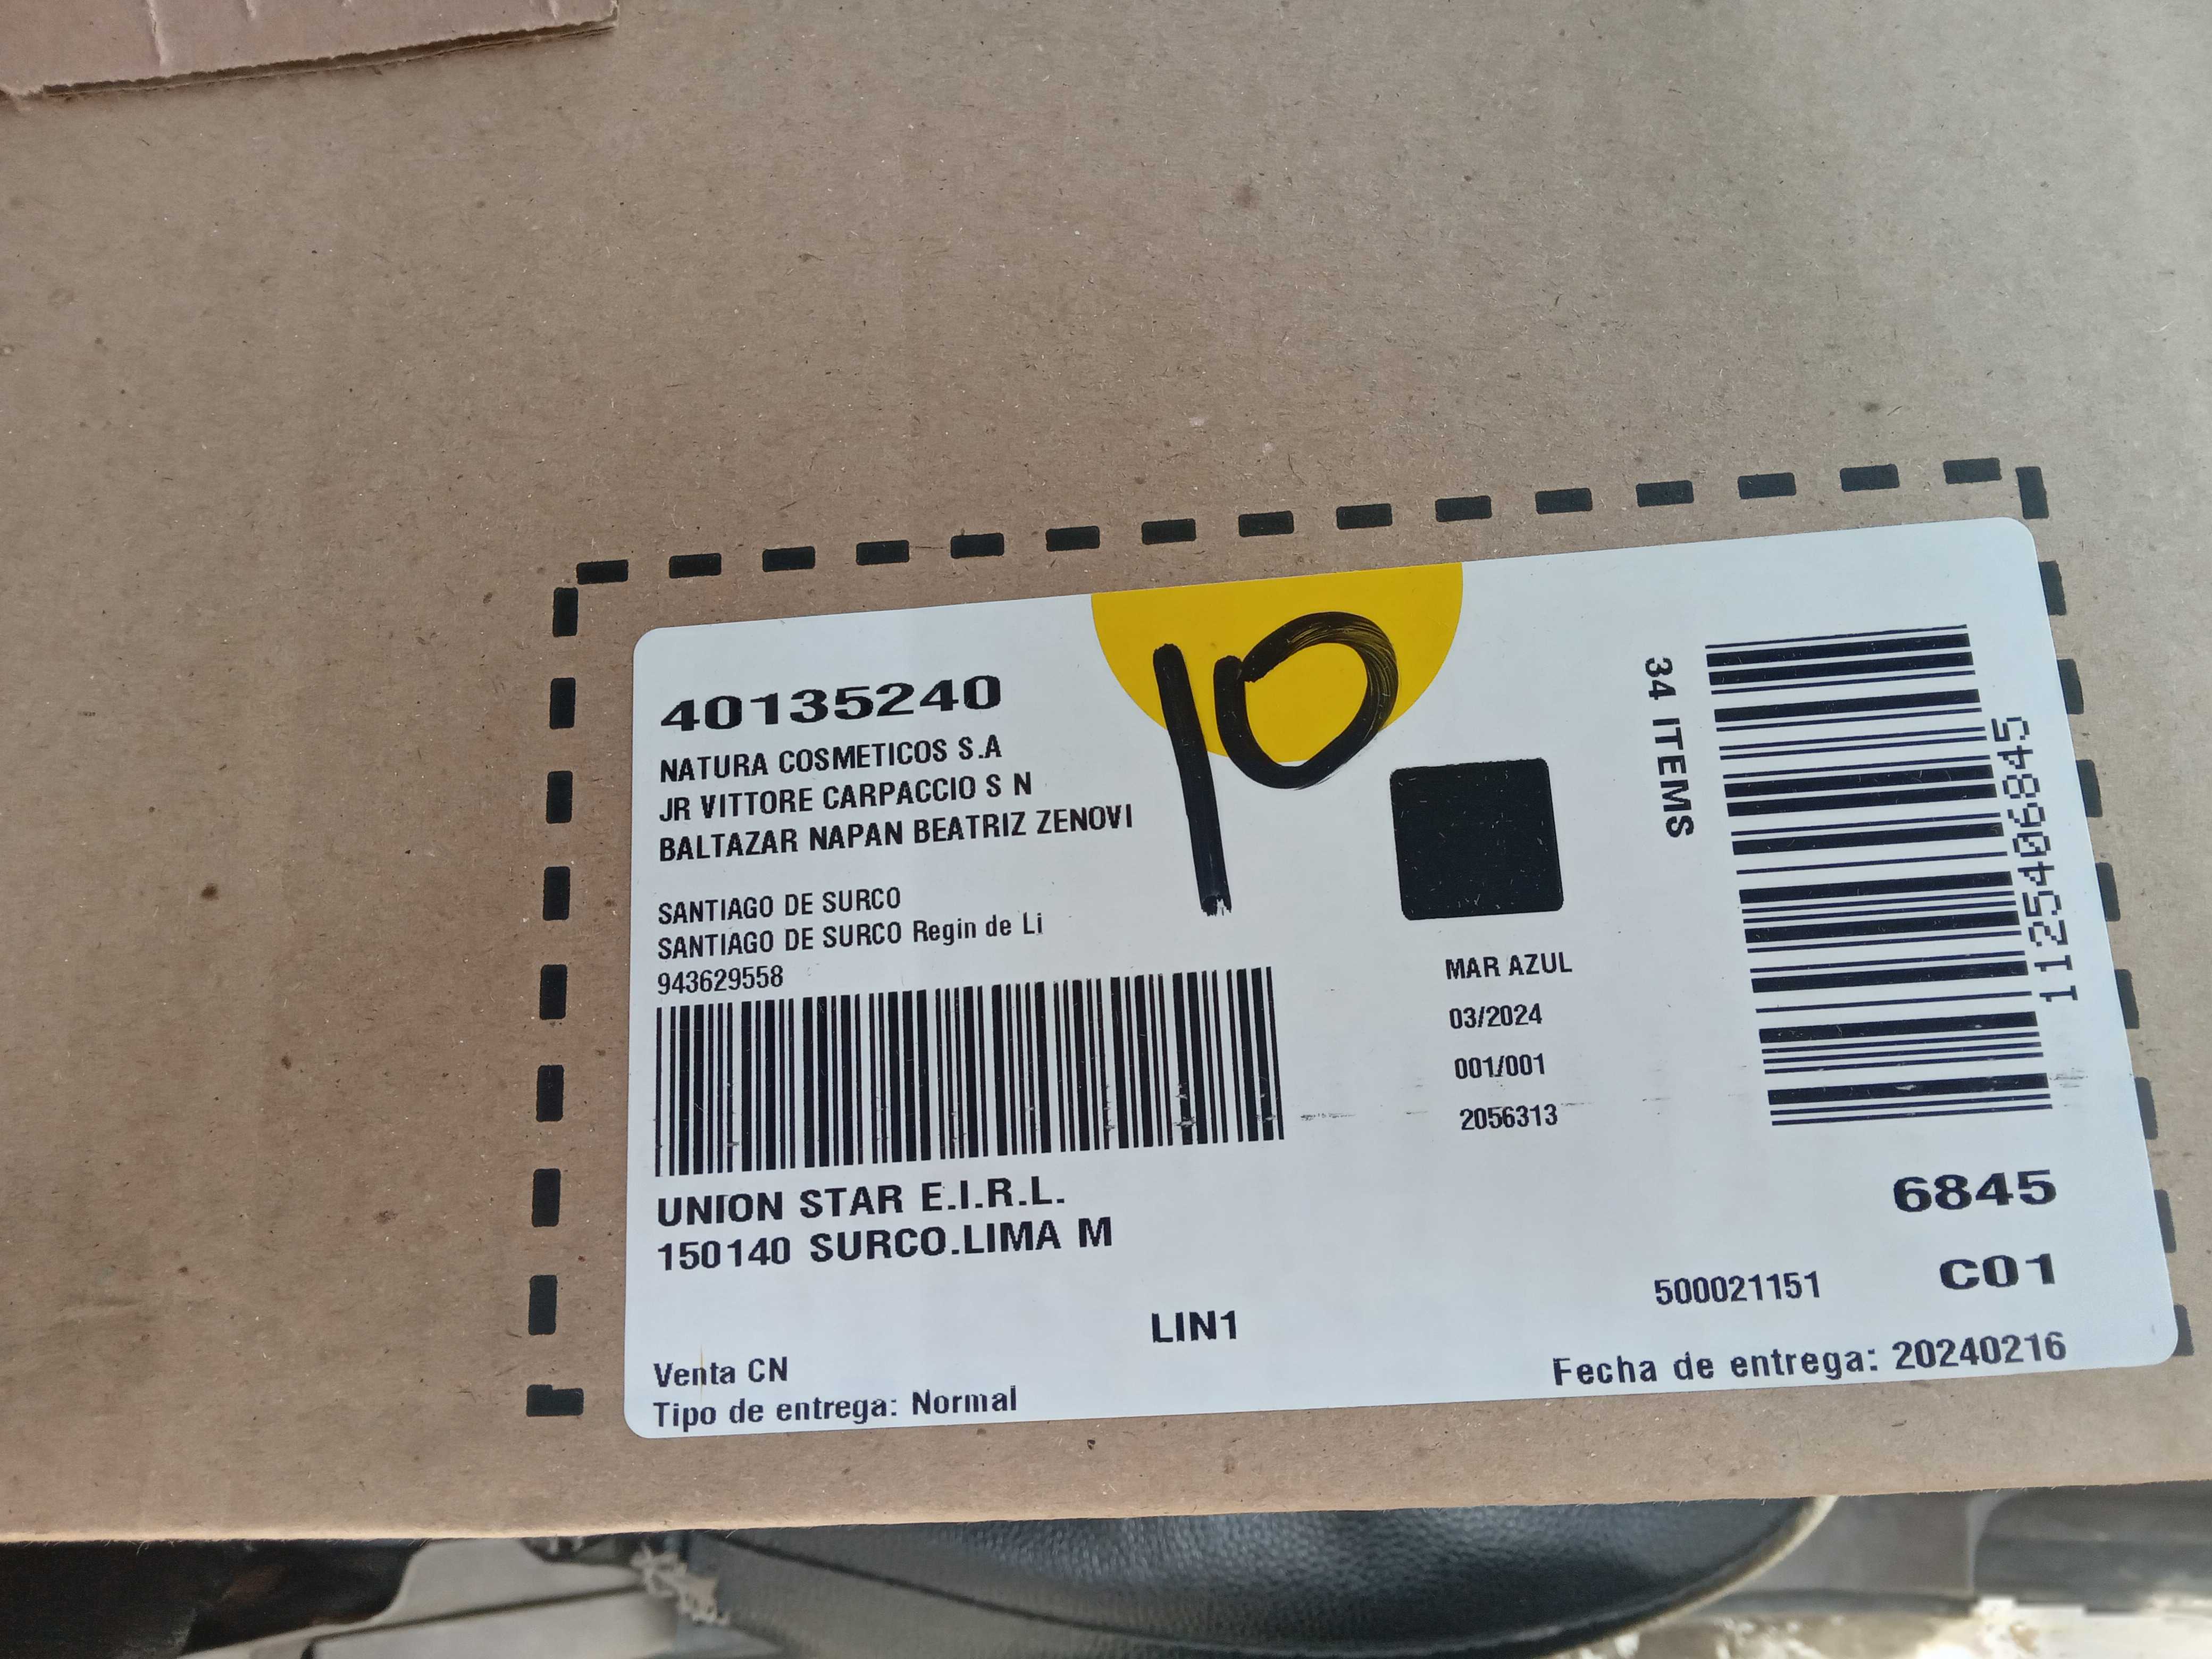 10
40135240
NATURA COSMETICOS S.A
JR VITTORE CARPACCIO S N
BALTAZAR NAPAN BEATRIZ ZENOVI
SANTIAGO DE SURCO
SANTIAGO DE SURCO Regin de Li
943629558
UNION STAR E.I.R.L.
150140 SURCO.LIMA M
LIN1
Venta CN
Tipo de entrega: Normal
MAR AZUL
03/2024
001/001
2056313
34 ITEMS
1125406845
6845
C01
500021151
Fecha de entrega: 20240216